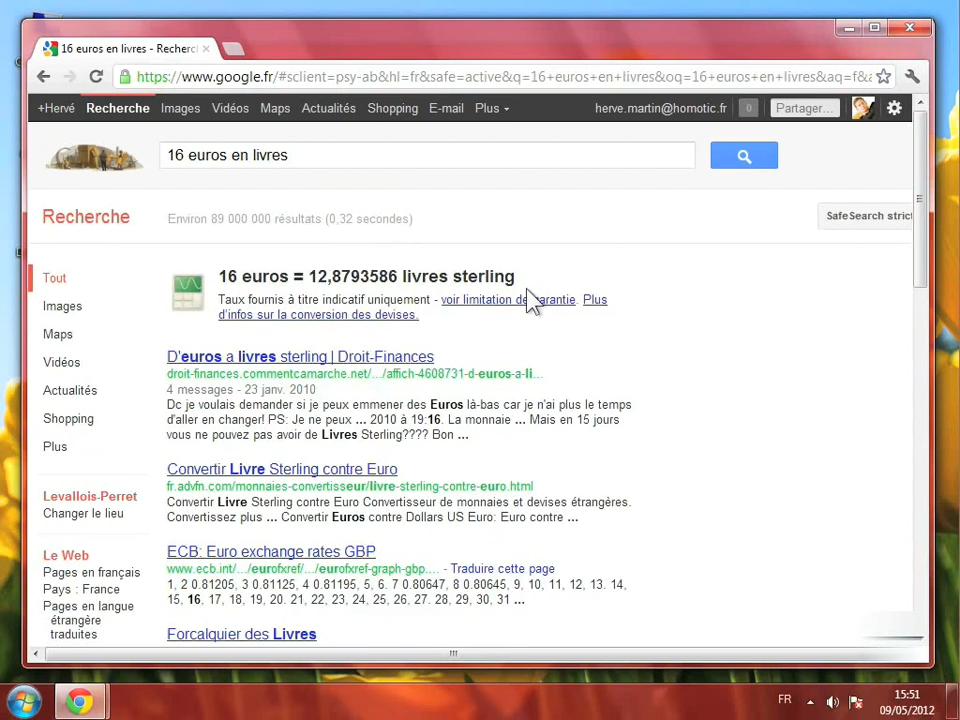 16 euros en livres - Recherc
https://www.google.fr/#sclient=psy-ab&hl=fr&safe=active&q=16+euros+en+livres&oq=16+euros+en+livres&aq=f&
+Hervé Recherche Images Vidéos Maps Actualités Shopping E-mail Plus herve.martin@homotic.fr 0 Partager...
16 euros en livres
Recherche Environ 89 000 000 résultats (0,32 secondes) SafeSearch strict
Tout
Images
Maps
Vidéos
Actualités
Shopping
Plus
Levallois-Perret
Changer le lieu
Le Web
Pages en français
Pays : France
Pages en langue
étrangère
traduites
16 euros = 12,8793586 livres sterling
Taux fournis à titre indicatif uniquement - voir limitation de garantie. Plus
d'infos sur la conversion des devises.
D'euros a livres sterling | Droit-Finances
droit-finances.commentcamarche.net/.../affich-4608731-d-euros-a-li...
4 messages - 23 janv. 2010
Dc je voulais demander si je peux emmener des Euros là-bas car je n'ai plus le temps
d'aller en changer! PS: Je ne peux ... 2010 à 19:16. La monnaie ... Mais en 15 jours
vous ne pouvez pas avoir de Livres Sterling???? Bon ...
Convertir Livre Sterling contre Euro
fr.advfn.com/monnaies-convertisseur/livre-sterling-contre-euro.html
Convertir Livre Sterling contre Euro Convertisseur de monnaies et devises étrangères.
Convertissez plus ... Convertir Euros contre Dollars US Euro: Euro contre ...
ECB: Euro exchange rates GBP
www.ecb.int/.../eurofxref/.../eurofxref-graph-gbp.... - Traduire cette page
1, 2 0.81205, 3 0.81125, 4 0.81195, 5, 6. 7 0.80647, 8 0.80645, 9, 10, 11, 12, 13. 14,
15, 16, 17, 18, 19, 20. 21, 22, 23, 24, 25, 26, 27. 28, 29, 30, 31 ...
Forcalquier des Livres
FR
15:51
09/05/2012